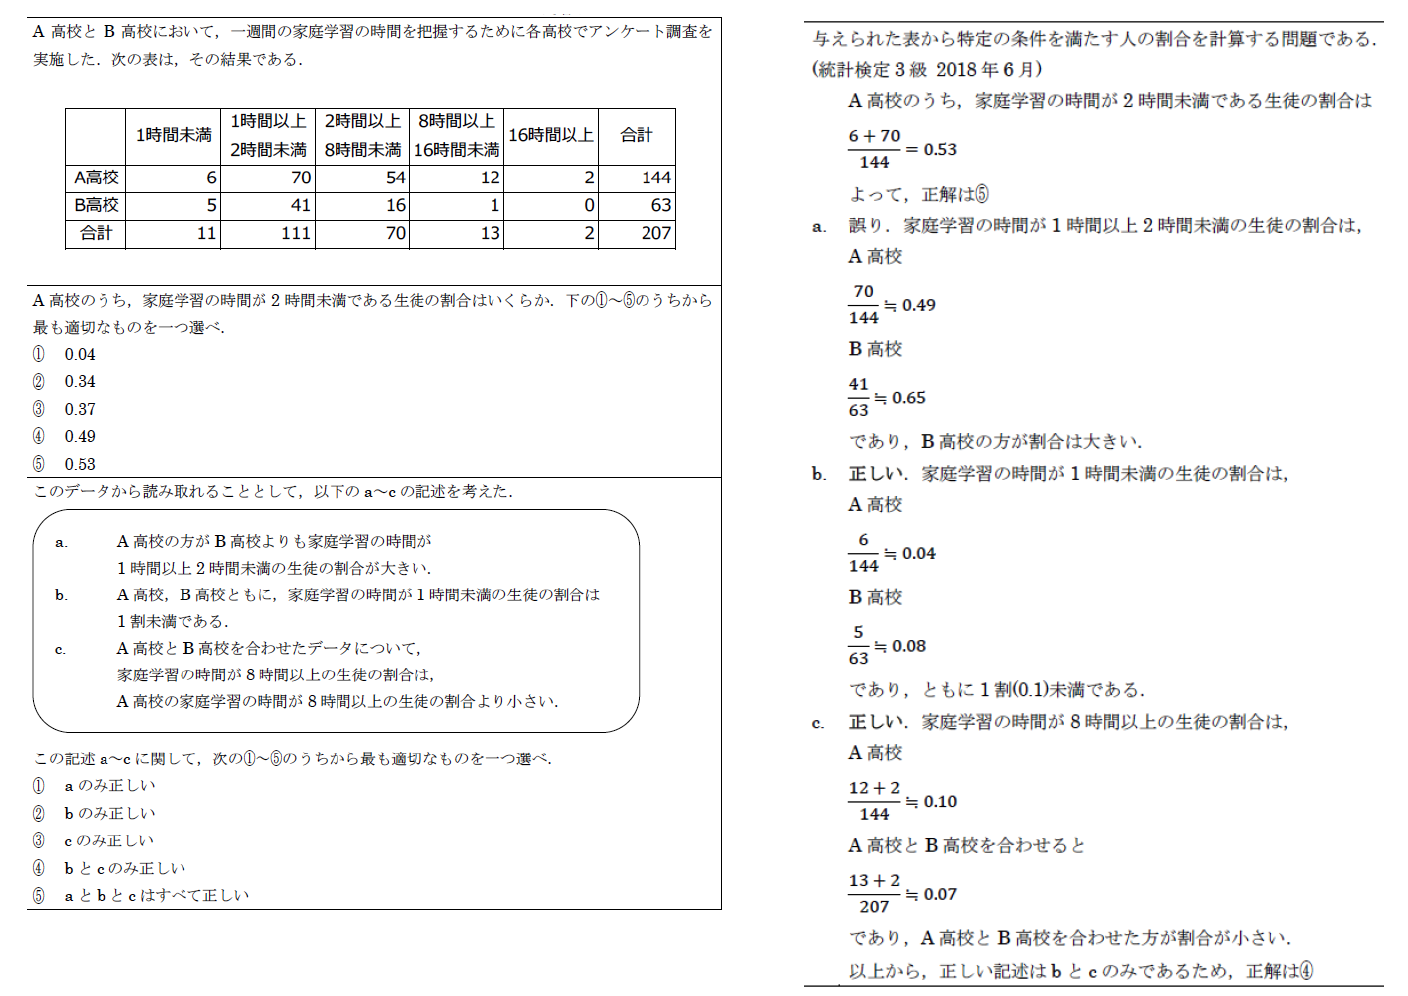 A 高校と B 高校において，一週間の家庭学習の時間を把握するために各高校でアンケート調査を
実施した．次の表は，その結果である．
1時間未満 1時間以上 2時間未満 2時間以上 8時間未満 8時間以上 16時間未満 16時間以上 合計
A高校 6 70 54 12 2 144
B高校 5 41 16 1 0 63
合計 11 111 70 13 2 207
A 高校のうち，家庭学習の時間が 2 時間未満である生徒の割合はいくらか．下の①～⑤のうちから
最も適切なものを一つ選べ．
① 0.04
② 0.34
③ 0.37
④ 0.49
⑤ 0.53
このデータから読み取れることとして，以下の a～c の記述を考えた．
a. A 高校の方が B 高校よりも家庭学習の時間が
1 時間以上 2 時間未満の生徒の割合が大きい．
b. A 高校，B 高校ともに，家庭学習の時間が 1 時間未満の生徒の割合は
1 割未満である．
c. A 高校と B 高校を合わせたデータについて，
家庭学習の時間が 8 時間以上の生徒の割合は，
A 高校の家庭学習の時間が 8 時間以上の生徒の割合より小さい．
この記述 a～c に関して，次の①～⑤のうちから最も適切なものを一つ選べ．
① a のみ正しい
② b のみ正しい
③ c のみ正しい
④ b と c のみ正しい
⑤ a と b と c はすべて正しい
与えられた表から特定の条件を満たす人の割合を計算する問題である．
(統計検定 3 級 2018 年 6 月)
A 高校のうち，家庭学習の時間が 2 時間未満である生徒の割合は
6 + 70
144
= 0.53
よって，正解は⑤
a. 誤り．家庭学習の時間が 1 時間以上 2 時間未満の生徒の割合は，
A 高校
70
144
≒ 0.49
B 高校
41
63
≒ 0.65
であり，B 高校の方が割合は大きい．
b. 正しい．家庭学習の時間が 1 時間未満の生徒の割合は，
A 高校
6
144
≒ 0.04
B 高校
5
63
≒ 0.08
であり，ともに 1 割(0.1)未満である．
c. 正しい．家庭学習の時間が 8 時間以上の生徒の割合は，
A 高校
12 + 2
144
≒ 0.10
A 高校と B 高校を合わせると
13 + 2
207
≒ 0.07
であり，A 高校と B 高校を合わせた方が割合が小さい．
以上から，正しい記述は b と c のみであるため，正解は④